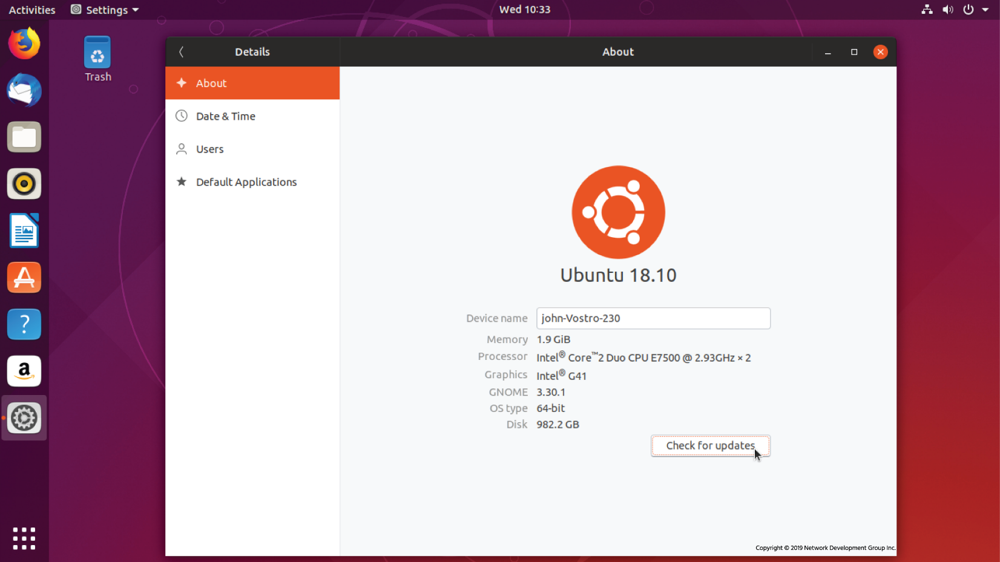 Activities Settings Wed 10:33
Trash
Details About
About
Date & Time
Users
Default Applications
Ubuntu 18.10
Device name john-Vostro-230
Memory 1.9 GiB
Processor Intel® Core™2 Duo CPU E7500 @ 2.93GHz × 2
Graphics Intel® G41
GNOME 3.30.1
OS type 64-bit
Disk 982.2 GB
Check for updates
Copyright © 2019 Network Development Group Inc.